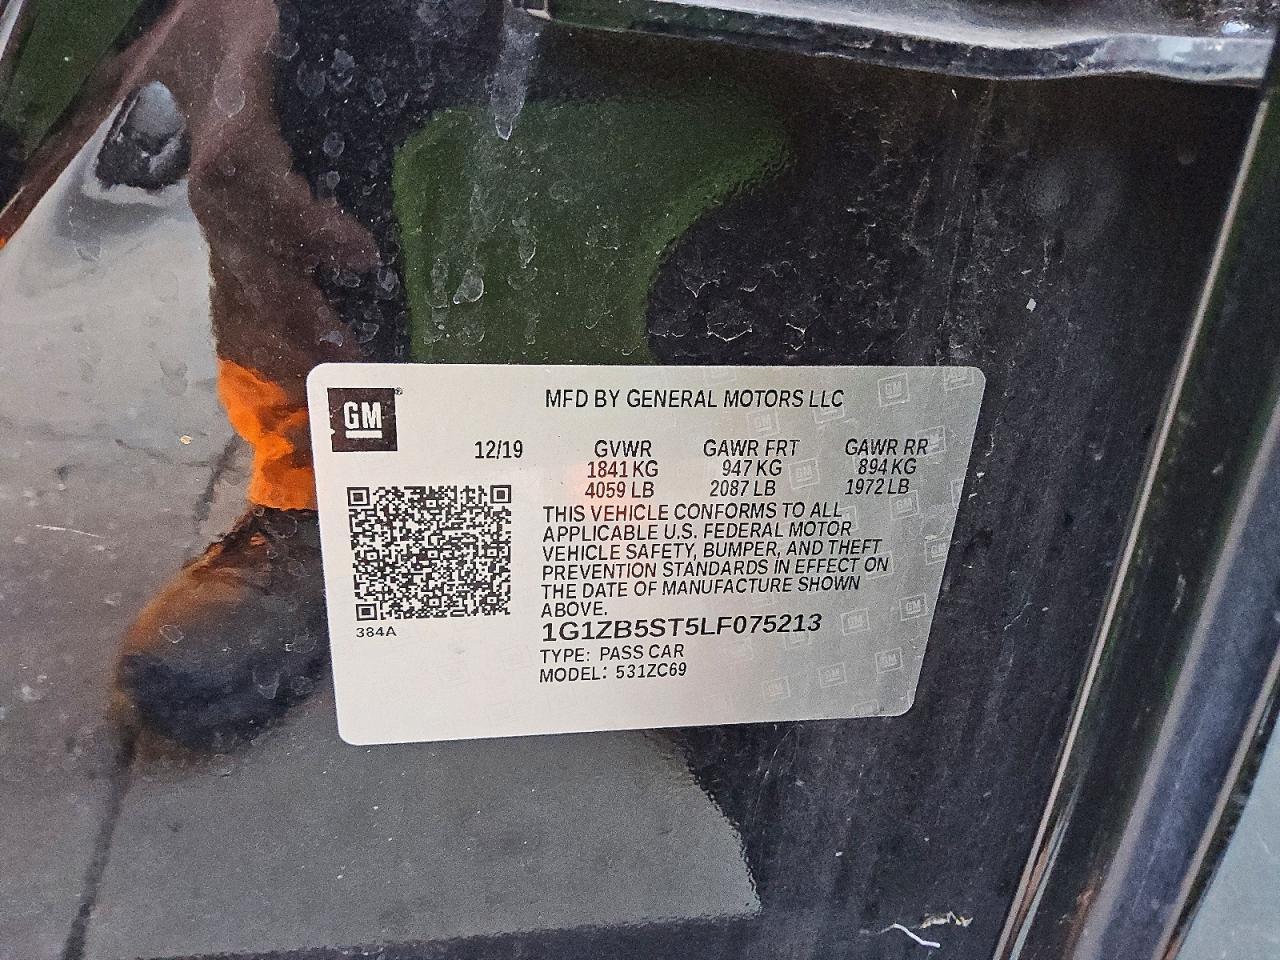 GM
MFD BY GENERAL MOTORS LLC
12/19 GVWR GAWR FRT GAWR RR
1841 KG 947 KG 894 KG
4059 LB 2087 LB 1972 LB
THIS VEHICLE CONFORMS TO ALL
APPLICABLE U.S. FEDERAL MOTOR
VEHICLE SAFETY, BUMPER, AND THEFT
PREVENTION STANDARDS IN EFFECT ON
THE DATE OF MANUFACTURE SHOWN
ABOVE.
384A
1G1ZB5ST5LF075213
TYPE: PASS CAR
MODEL: 531ZC69